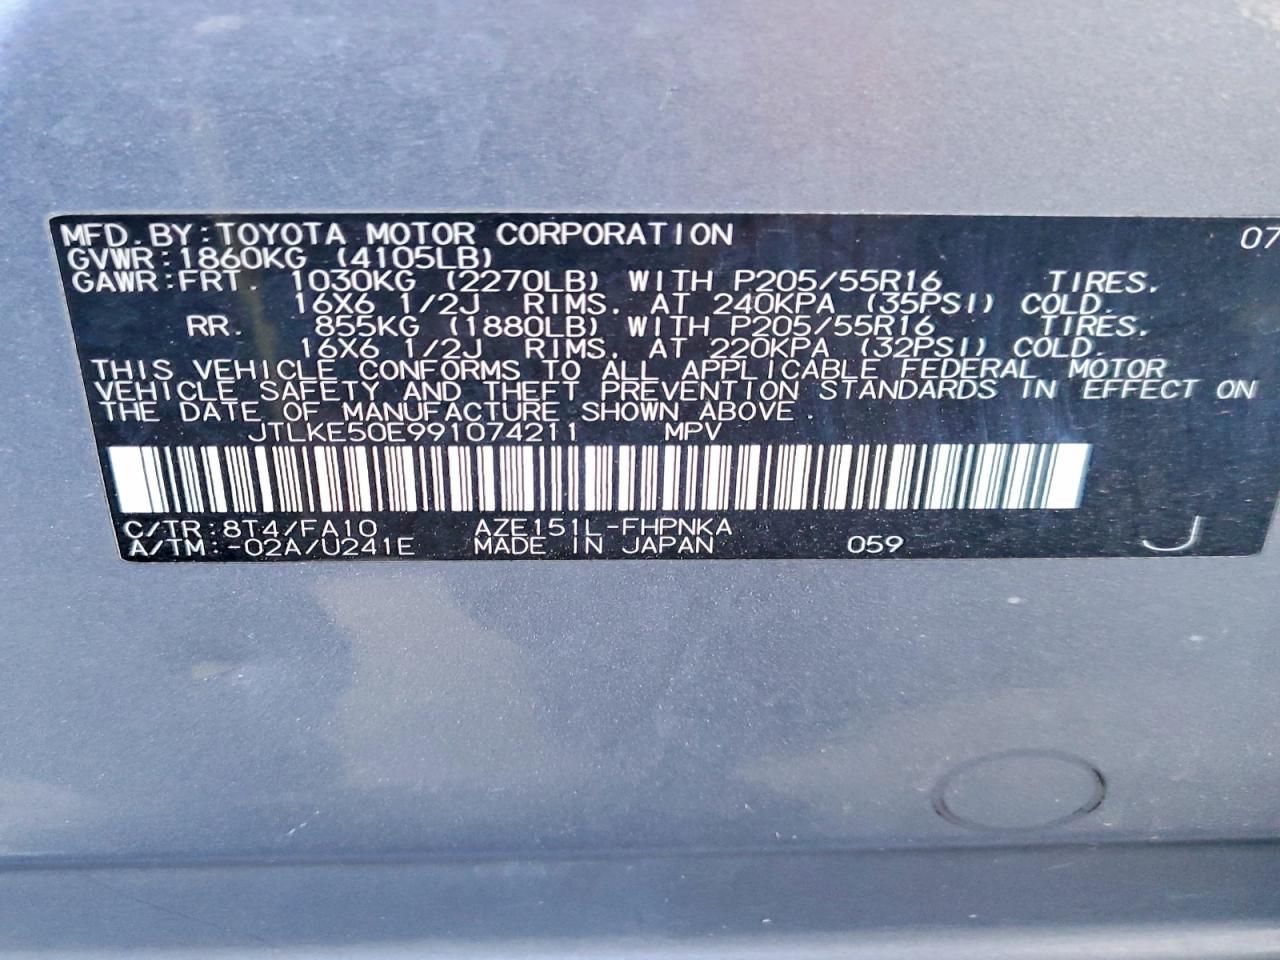 MFD. BY: TOYOTA MOTOR CORPORATION 07
GVWR: 1860KG (4105LB)
GAWR: FRT. 1030KG (2270LB) WITH P205/55R16 TIRES.
16X6 1/2J RIMS. AT 240KPA (35PSI) COLD.
RR. 855KG (1880LB) WITH P205/55R16 TIRES.
16X6 1/2J RIMS. AT 220KPA (32PSI) COLD.
THIS VEHICLE CONFORMS TO ALL APPLICABLE FEDERAL MOTOR
VEHICLE SAFETY AND THEFT PREVENTION STANDARDS IN EFFECT ON
THE DATE OF MANUFACTURE SHOWN ABOVE.
JTLKE50E991074211 MPV
C/TR: 8T4/FA10 AZE151L-FHPNKA
A/TM: -02A/U241E MADE IN JAPAN 059 J